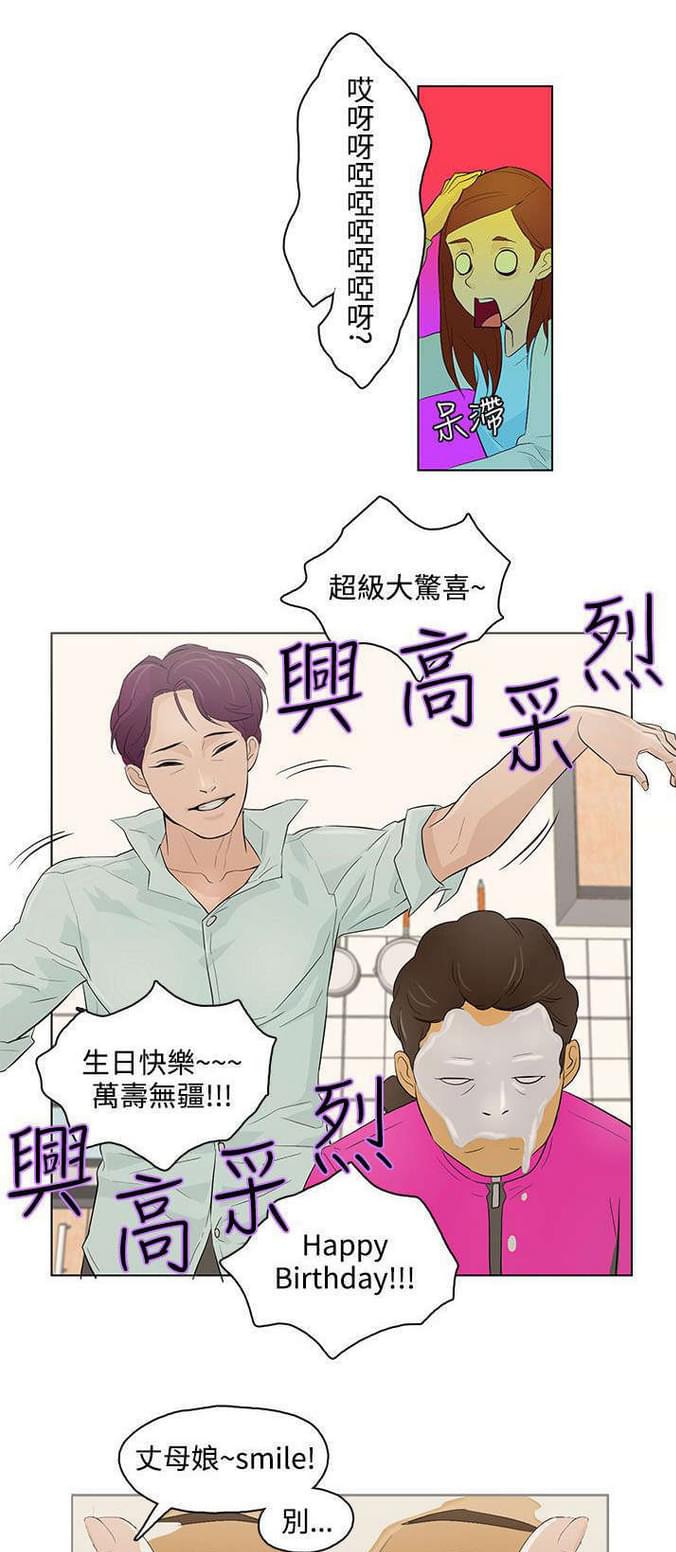 哎呀呀啞啞啞啞啞呀?
呆滯
超級大驚喜~
興高采烈
生日快樂~~~
萬壽無疆!!!
興高采烈
Happy
Birthday!!!
丈母娘~smile!
別...